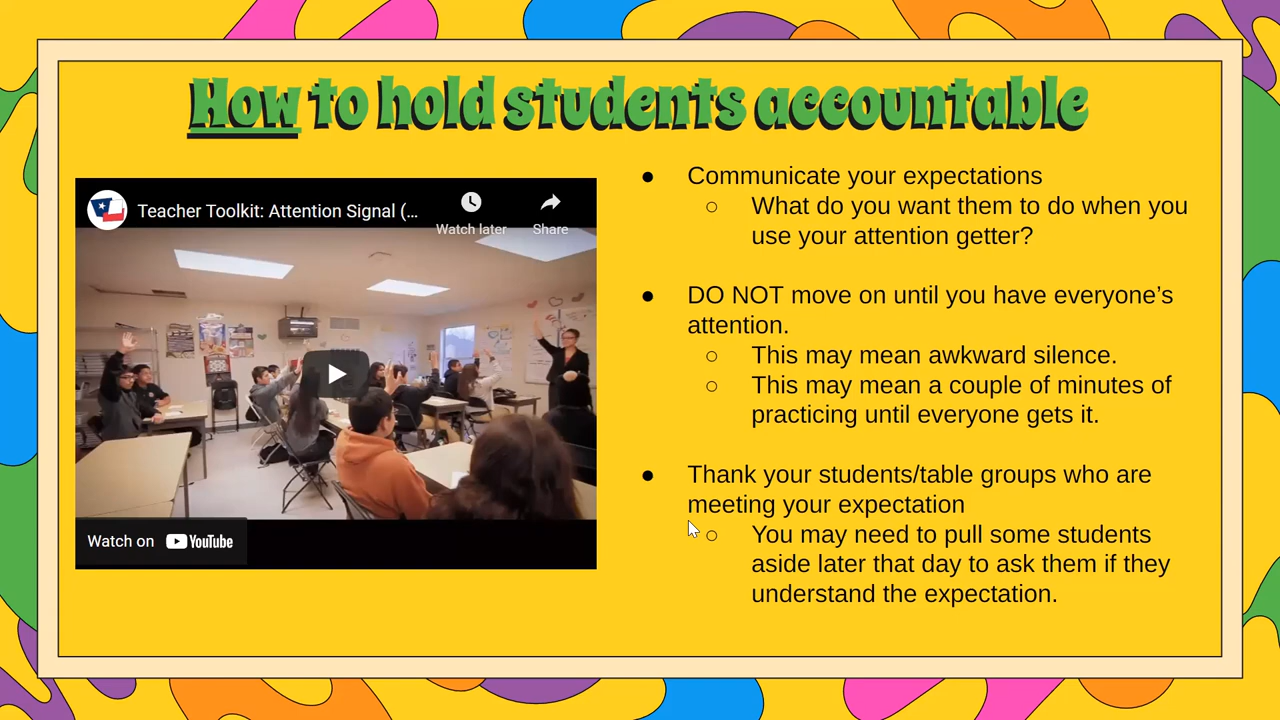 How to hold students accountable
Teacher Toolkit: Attention Signal (...
Watch later
Share
Watch on YouTube
● Communicate your expectations
○ What do you want them to do when you
use your attention getter?
● DO NOT move on until you have everyone’s
attention.
○ This may mean awkward silence.
○ This may mean a couple of minutes of
practicing until everyone gets it.
● Thank your students/table groups who are
meeting your expectation
○ You may need to pull some students
aside later that day to ask them if they
understand the expectation.